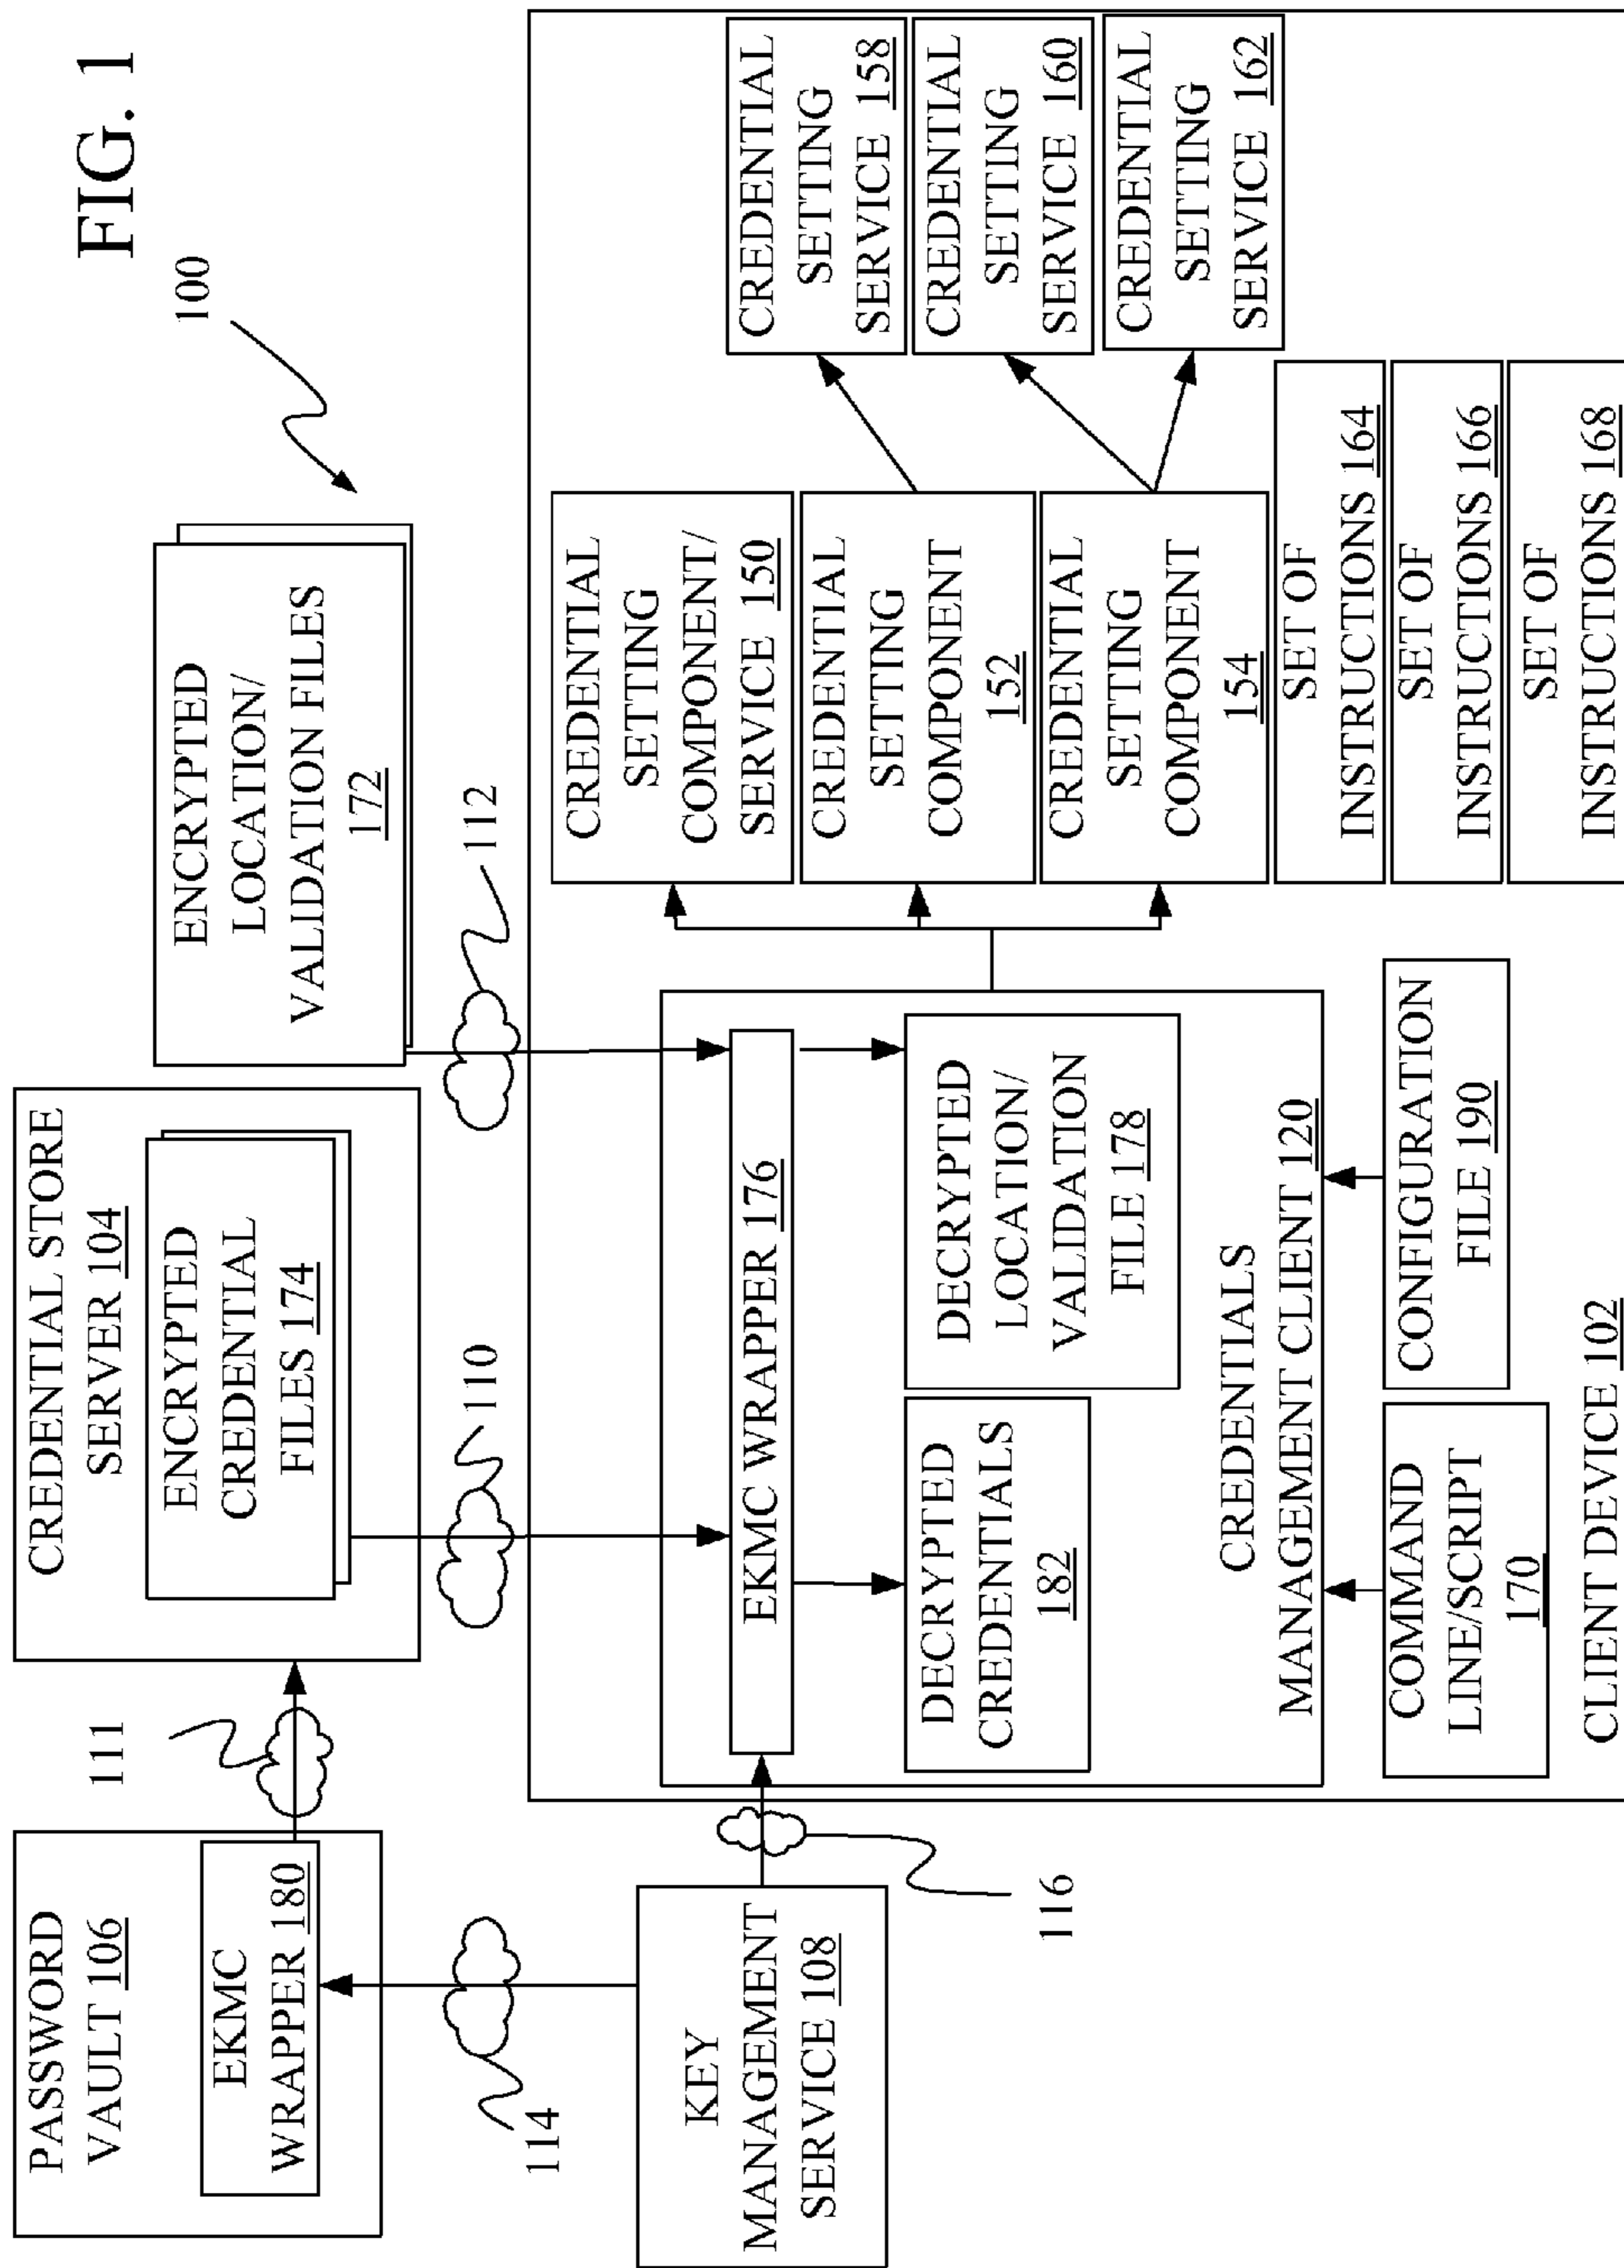 FIG. 1
100
PASSWORD
VAULT 106
EKMC
WRAPPER 180
111
CREDENTIAL STORE
SERVER 104
ENCRYPTED
CREDENTIAL
FILES 174
ENCRYPTED
LOCATION/
VALIDATION FILES
172
114
110
112
KEY
MANAGEMENT
SERVICE 108
116
EKMC WRAPPER 176
DECRYPTED
CREDENTIALS
182
DECRYPTED
LOCATION/
VALIDATION
FILE 178
CREDENTIALS
MANAGEMENT CLIENT 120
COMMAND
LINE/SCRIPT
170
CONFIGURATION
FILE 190
CLIENT DEVICE 102
CREDENTIAL
SETTING
COMPONENT/
SERVICE 150
CREDENTIAL
SETTING
COMPONENT
152
CREDENTIAL
SETTING
COMPONENT
154
SET OF
INSTRUCTIONS 164
SET OF
INSTRUCTIONS 166
SET OF
INSTRUCTIONS 168
CREDENTIAL
SETTING
SERVICE 158
CREDENTIAL
SETTING
SERVICE 160
CREDENTIAL
SETTING
SERVICE 162